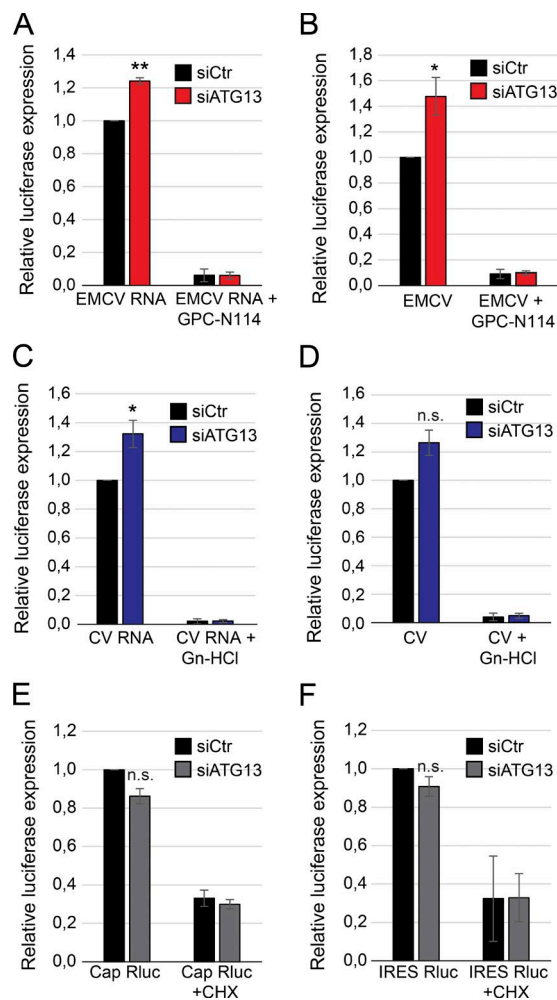 A
Relative luciferase expression
1,4
1,2
1,0
0,8
0,6
0,4
0,2
0,0
**
siCtr
siATG13
EMCV RNA
EMCV RNA +
GPC-N114
B
Relative luciferase expression
1,8
1,6
1,4
1,2
1,0
0,8
0,6
0,4
0,2
0,0
*
siCtr
siATG13
EMCV
EMCV +
GPC-N114
C
Relative luciferase expression
1,6
1,4
1,2
1,0
0,8
0,6
0,4
0,2
0,0
*
siCtr
siATG13
CV RNA
CV RNA +
Gn-HCl
D
Relative luciferase expression
1,6
1,4
1,2
1,0
0,8
0,6
0,4
0,2
0,0
n.s.
siCtr
siATG13
CV
CV +
Gn-HCl
E
Relative luciferase expression
1,2
1,0
0,8
0,6
0,4
0,2
0,0
n.s.
siCtr
siATG13
Cap Rluc
Cap Rluc
+CHX
F
Relative luciferase expression
1,2
1,0
0,8
0,6
0,4
0,2
0,0
n.s.
siCtr
siATG13
IRES Rluc
IRES Rluc
+CHX